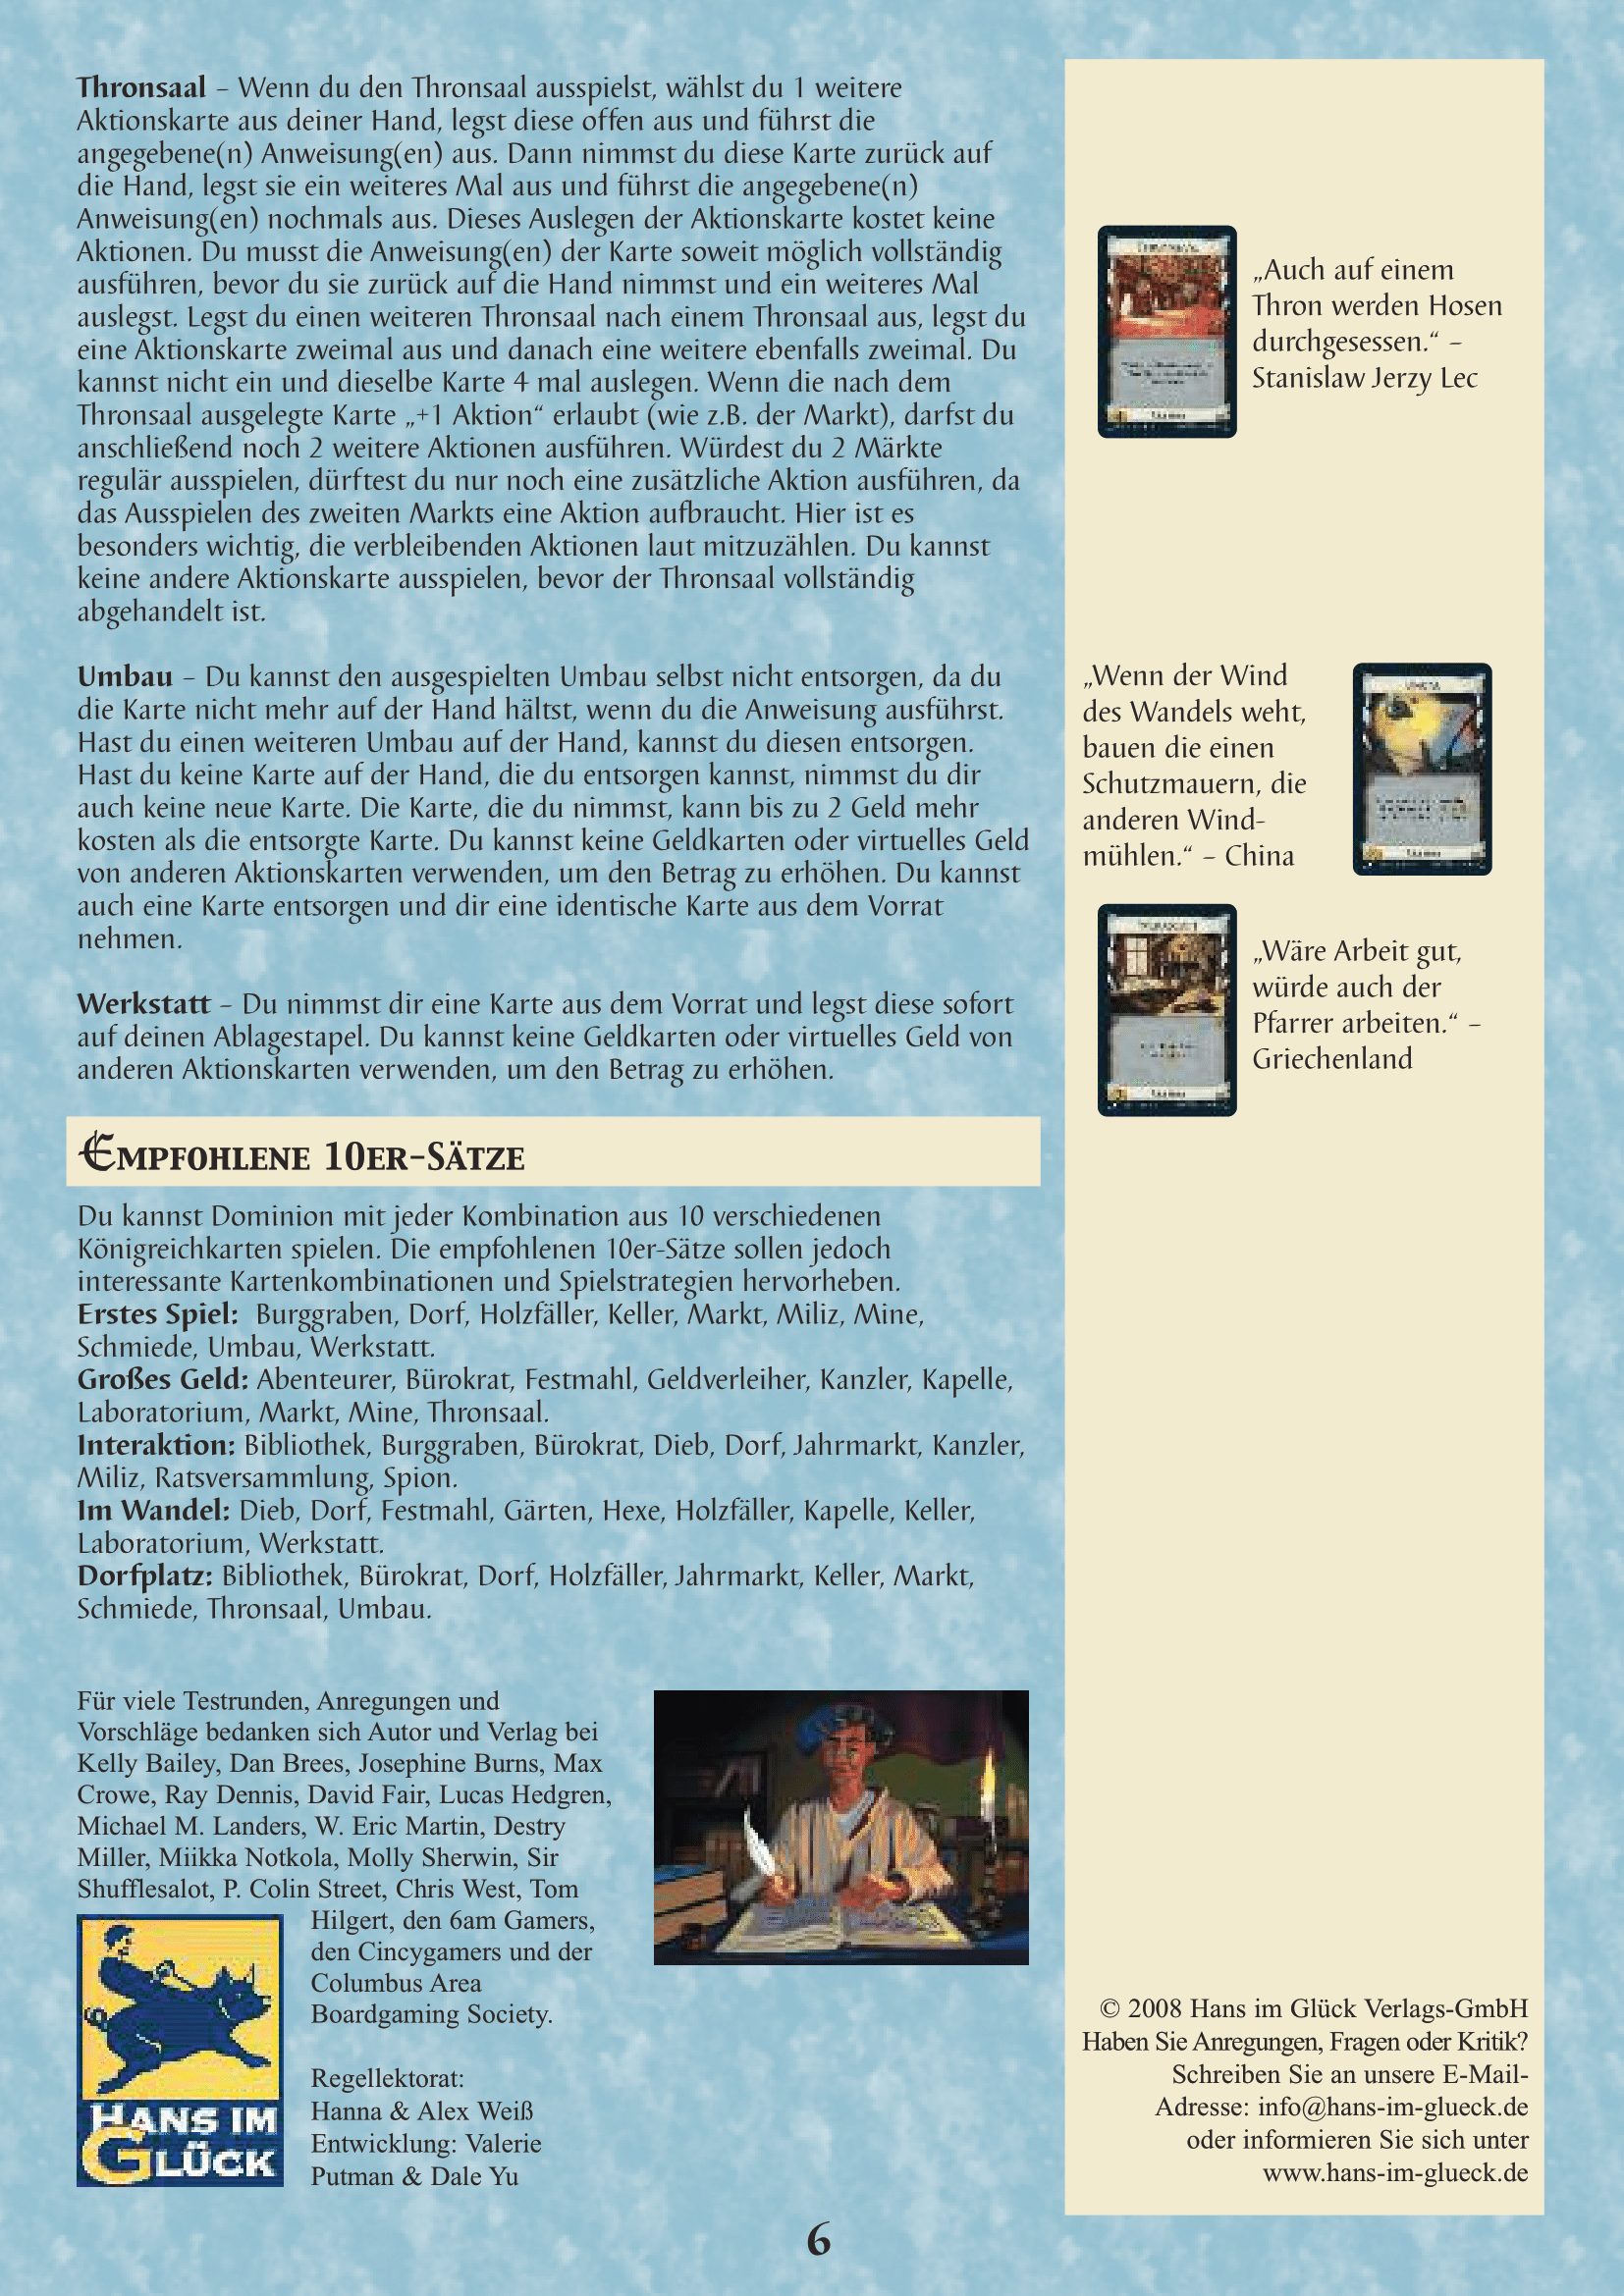 Thronsaal – Wenn du den Thronsaal ausspielst, wählst du 1 weitere
Aktionskarte aus deiner Hand, legst diese offen aus und führst die
angegebene(n) Anweisung(en) aus. Dann nimmst du diese Karte zurück auf
die Hand, legst sie ein weiteres Mal aus und führst die angegebene(n)
Anweisung(en) nochmals aus. Dieses Auslegen der Aktionskarte kostet keine
Aktionen. Du musst die Anweisung(en) der Karte soweit möglich vollständig
ausführen, bevor du sie zurück auf die Hand nimmst und ein weiteres Mal
auslegst. Legst du einen weiteren Thronsaal nach einem Thronsaal aus, legst du
eine Aktionskarte zweimal aus und danach eine weitere ebenfalls zweimal. Du
kannst nicht ein und dieselbe Karte 4 mal auslegen. Wenn die nach dem
Thronsaal ausgelegte Karte „+1 Aktion“ erlaubt (wie z.B. der Markt), darfst du
anschließend noch 2 weitere Aktionen ausführen. Würdest du 2 Märkte
regulär ausspielen, dürftest du nur noch eine zusätzliche Aktion ausführen, da
das Ausspielen des zweiten Markts eine Aktion aufbraucht. Hier ist es
besonders wichtig, die verbleibenden Aktionen laut mitzuzählen. Du kannst
keine andere Aktionskarte ausspielen, bevor der Thronsaal vollständig
abgehandelt ist.
„Auch auf einem
Thron werden Hosen
durchgesessen.“ –
Stanislaw Jerzy Lec
Umbau – Du kannst den ausgespielten Umbau selbst nicht entsorgen, da du
die Karte nicht mehr auf der Hand hältst, wenn du die Anweisung ausführst.
Hast du einen weiteren Umbau auf der Hand, kannst du diesen entsorgen.
Hast du keine Karte auf der Hand, die du entsorgen kannst, nimmst du dir
auch keine neue Karte. Die Karte, die du nimmst, kann bis zu 2 Geld mehr
kosten als die entsorgte Karte. Du kannst keine Geldkarten oder virtuelles Geld
von anderen Aktionskarten verwenden, um den Betrag zu erhöhen. Du kannst
auch eine Karte entsorgen und dir eine identische Karte aus dem Vorrat
nehmen.
„Wenn der Wind
des Wandels weht,
bauen die einen
Schutzmauern, die
anderen Wind-
mühlen.“ – China
Werkstatt – Du nimmst dir eine Karte aus dem Vorrat und legst diese sofort
auf deinen Ablagestapel. Du kannst keine Geldkarten oder virtuelles Geld von
anderen Aktionskarten verwenden, um den Betrag zu erhöhen.
„Wäre Arbeit gut,
würde auch der
Pfarrer arbeiten.“ –
Griechenland
Empfohlene 10er-Sätze
Du kannst Dominion mit jeder Kombination aus 10 verschiedenen
Königreichkarten spielen. Die empfohlenen 10er-Sätze sollen jedoch
interessante Kartenkombinationen und Spielstrategien hervorheben.
Erstes Spiel: Burggraben, Dorf, Holzfäller, Keller, Markt, Miliz, Mine,
Schmiede, Umbau, Werkstatt.
Großes Geld: Abenteurer, Bürokrat, Festmahl, Geldverleiher, Kanzler, Kapelle,
Laboratorium, Markt, Mine, Thronsaal.
Interaktion: Bibliothek, Burggraben, Bürokrat, Dieb, Dorf, Jahrmarkt, Kanzler,
Miliz, Ratsversammlung, Spion.
Im Wandel: Dieb, Dorf, Festmahl, Gärten, Hexe, Holzfäller, Kapelle, Keller,
Laboratorium, Werkstatt.
Dorfplatz: Bibliothek, Bürokrat, Dorf, Holzfäller, Jahrmarkt, Keller, Markt,
Schmiede, Thronsaal, Umbau.
Für viele Testrunden, Anregungen und
Vorschläge bedanken sich Autor und Verlag bei
Kelly Bailey, Dan Brees, Josephine Burns, Max
Crowe, Ray Dennis, David Fair, Lucas Hedgren,
Michael M. Landers, W. Eric Martin, Destry
Miller, Miikka Notkola, Molly Sherwin, Sir
Shufflesalot, P. Colin Street, Chris West, Tom
Hilgert, den 6am Gamers,
den Cincygamers und der
Columbus Area
Boardgaming Society.
Regellektorat:
Hanna & Alex Weiß
Entwicklung: Valerie
Putman & Dale Yu
HANS IM
GLÜCK
© 2008 Hans im Glück Verlags-GmbH
Haben Sie Anregungen, Fragen oder Kritik?
Schreiben Sie an unsere E-Mail-
Adresse: info@hans-im-glueck.de
oder informieren Sie sich unter
www.hans-im-glueck.de
6